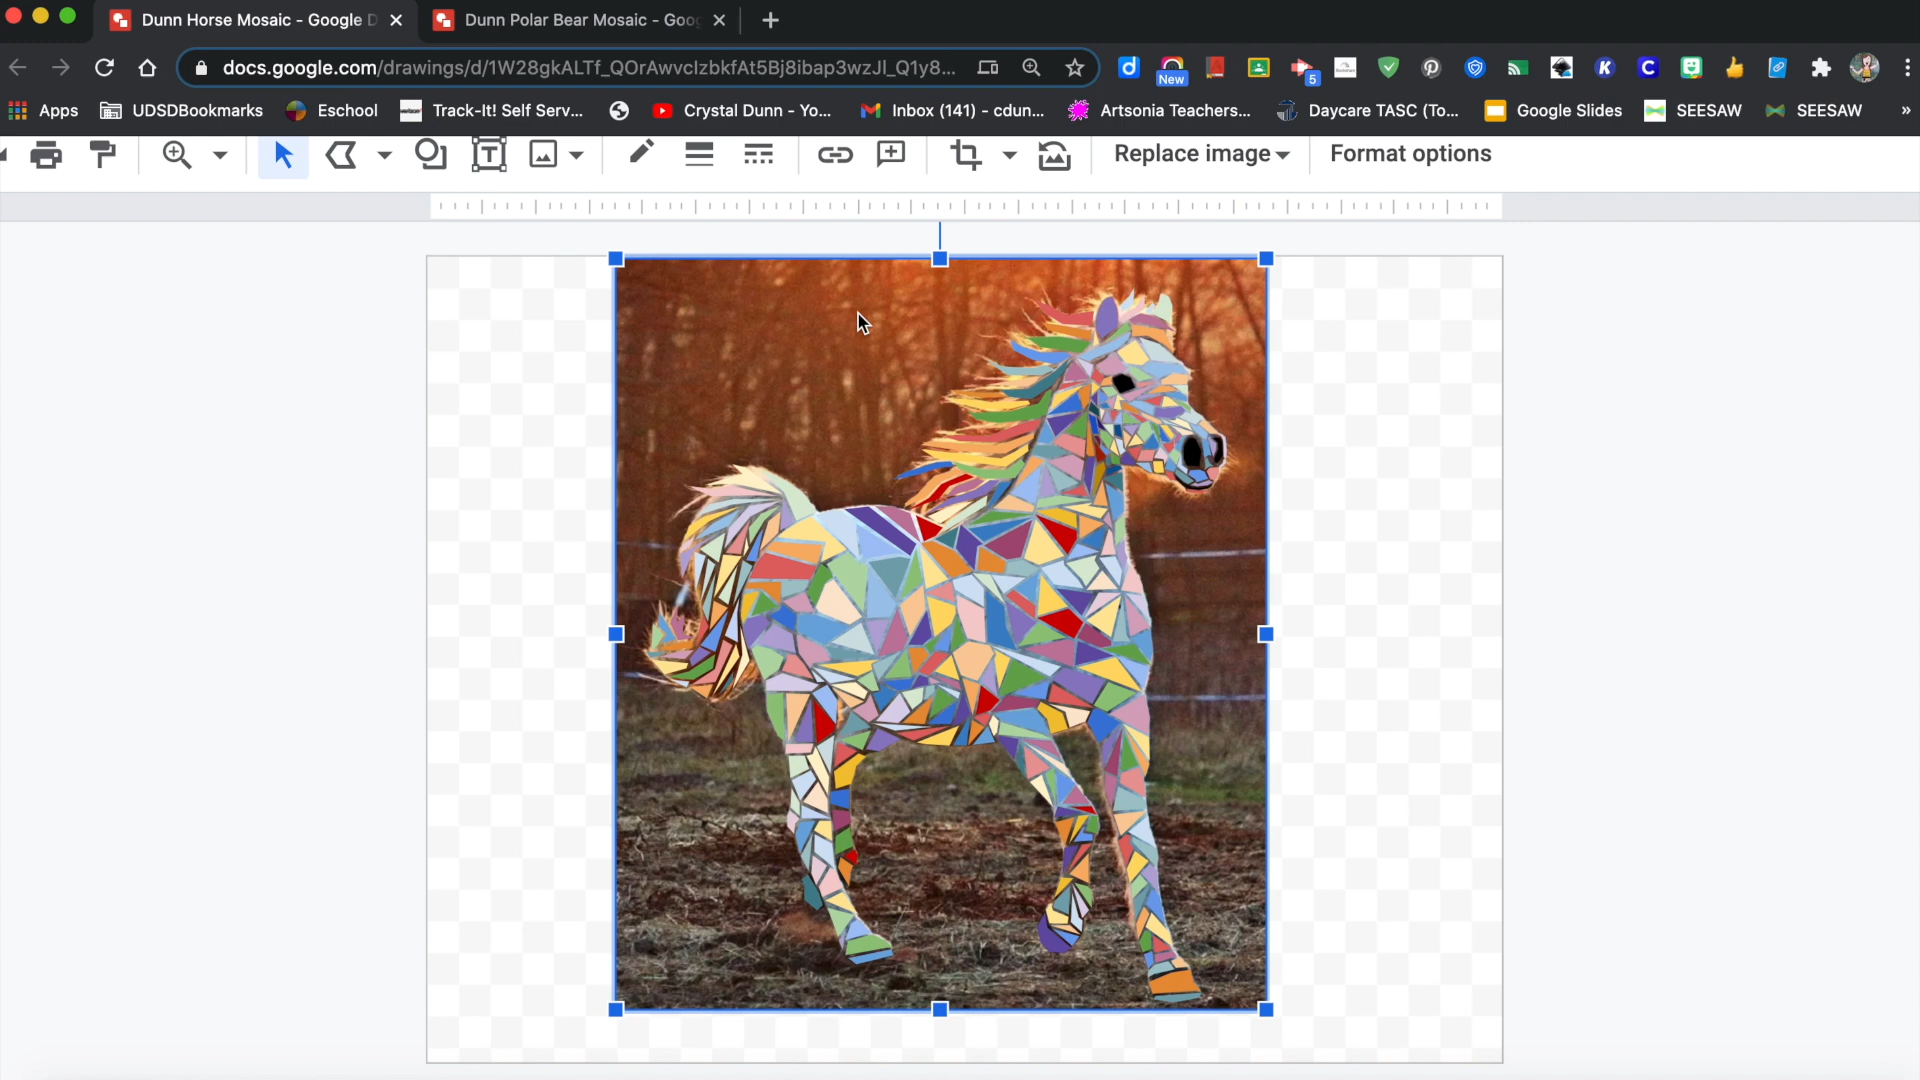 Dunn Horse Mosaic - Google D
Dunn Polar Bear Mosaic - Goog
docs.google.com/drawings/d/1W28gkALTf_QOrAwvcIzbkfAt5Bj8ibap3wzJl_Q1y8...
New
5
Apps
UDSDBookmarks
Eschool
Track-It! Self Serv...
Crystal Dunn - Yo...
Inbox (141) - cdun...
Artsonia Teachers...
Daycare TASC (To...
Google Slides
SEESAW
SEESAW
»
Replace image
Format options